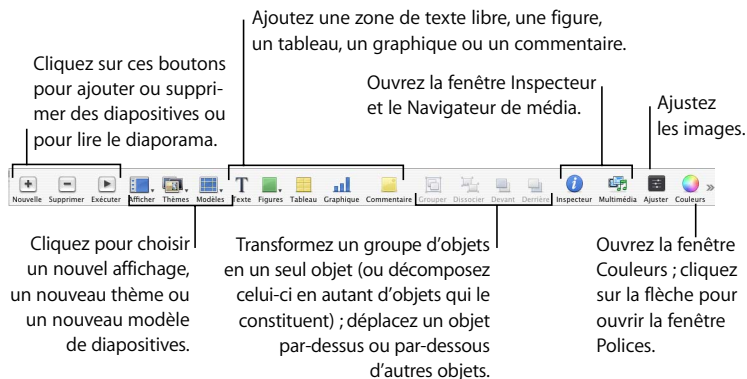 Ajoutez une zone de texte libre, une figure,
un tableau, un graphique ou un commentaire.
Cliquez sur ces boutons
pour ajouter ou suppri-
mer des diapositives ou
pour lire le diaporama.
Ouvrez la fenêtre Inspecteur
et le Navigateur de média.
Ajustez
les images.
Nouvelle Supprimer Exécuter Afficher Thèmes Modèles Texte Figures Tableau Graphique Commentaire Grouper Dissocier Devant Derrière Inspecteur Multimédia Ajuster Couleurs »
Cliquez pour choisir
un nouvel affichage,
un nouveau thème ou
un nouveau modèle
de diapositives.
Transformez un groupe d'objets
en un seul objet (ou décomposez
celui-ci en autant d'objets qui le
constituent) ; déplacez un objet
par-dessus ou par-dessous
d'autres objets.
Ouvrez la fenêtre
Couleurs ; cliquez
sur la flèche pour
ouvrir la fenêtre
Polices.